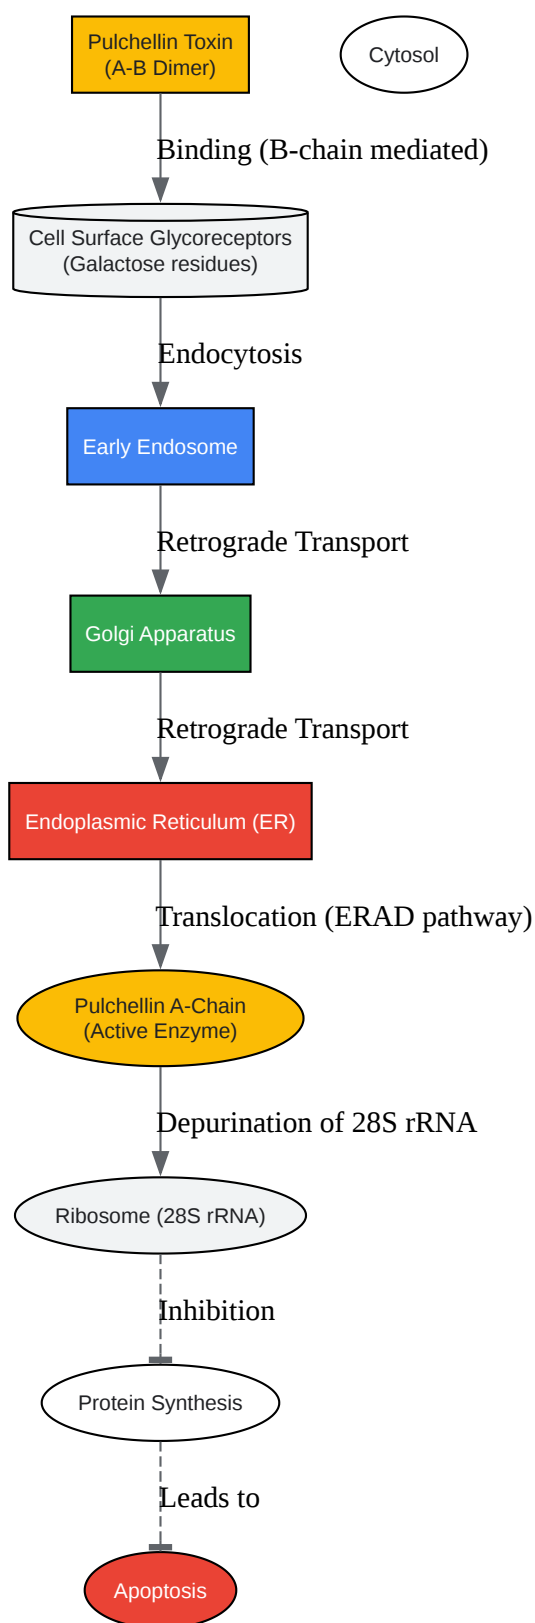 Pulchellin Toxin
(A-B Dimer)
Cytosol
Binding (B-chain mediated)
Cell Surface Glycoreceptors
(Galactose residues)
Endocytosis
Early Endosome
Retrograde Transport
Golgi Apparatus
Retrograde Transport
Endoplasmic Reticulum (ER)
Translocation (ERAD pathway)
Pulchellin A-Chain
(Active Enzyme)
Depurination of 28S rRNA
Ribosome (28S rRNA)
Inhibition
Protein Synthesis
Leads to
Apoptosis